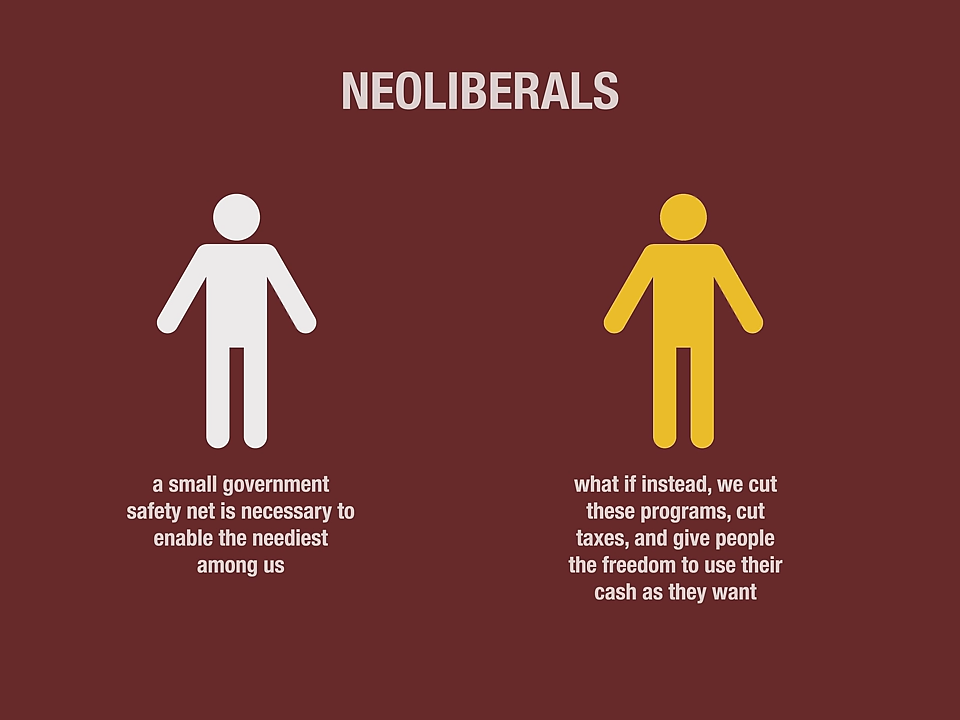 NEOLIBERALS
a small government
safety net is necessary to
enable the neediest
among us
what if instead, we cut
these programs, cut
taxes, and give people
the freedom to use their
cash as they want